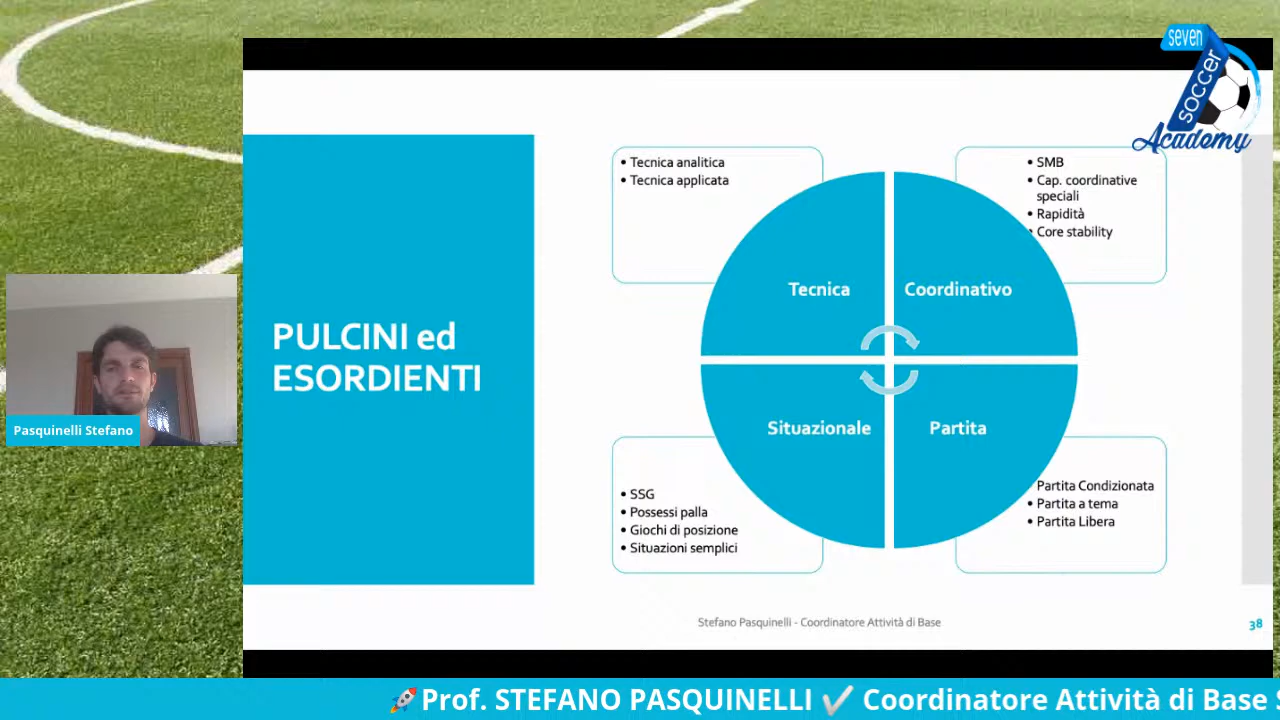 seven
SOCCER
Academy
• Tecnica analitica
• Tecnica applicata
• SMB
• Cap. coordinative
speciali
• Rapidità
• Core stability
Tecnica
Coordinativo
PULCINI ed
ESORDIENTI
Pasquinelli Stefano
Situazionale
Partita
• SSG
• Possessi palla
• Giochi di posizione
• Situazioni semplici
Partita Condizionata
• Partita a tema
• Partita Libera
Stefano Pasquinelli - Coordinatore Attività di Base
38
🚀 Prof. STEFANO PASQUINELLI ✔ Coordinatore Attività di Base S